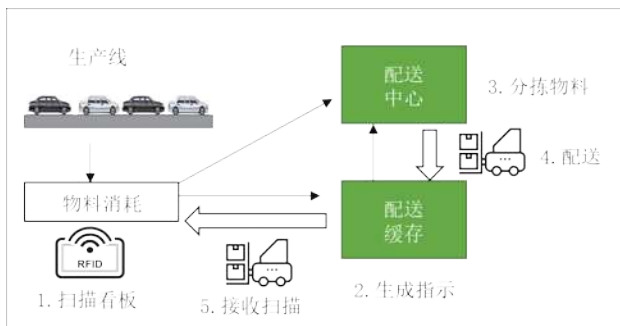 生产线
配送
中心
3. 分拣物料
4. 配送
物料消耗
配送
缓存
RFID
1. 扫描看板
5. 接收扫描
2. 生成指示